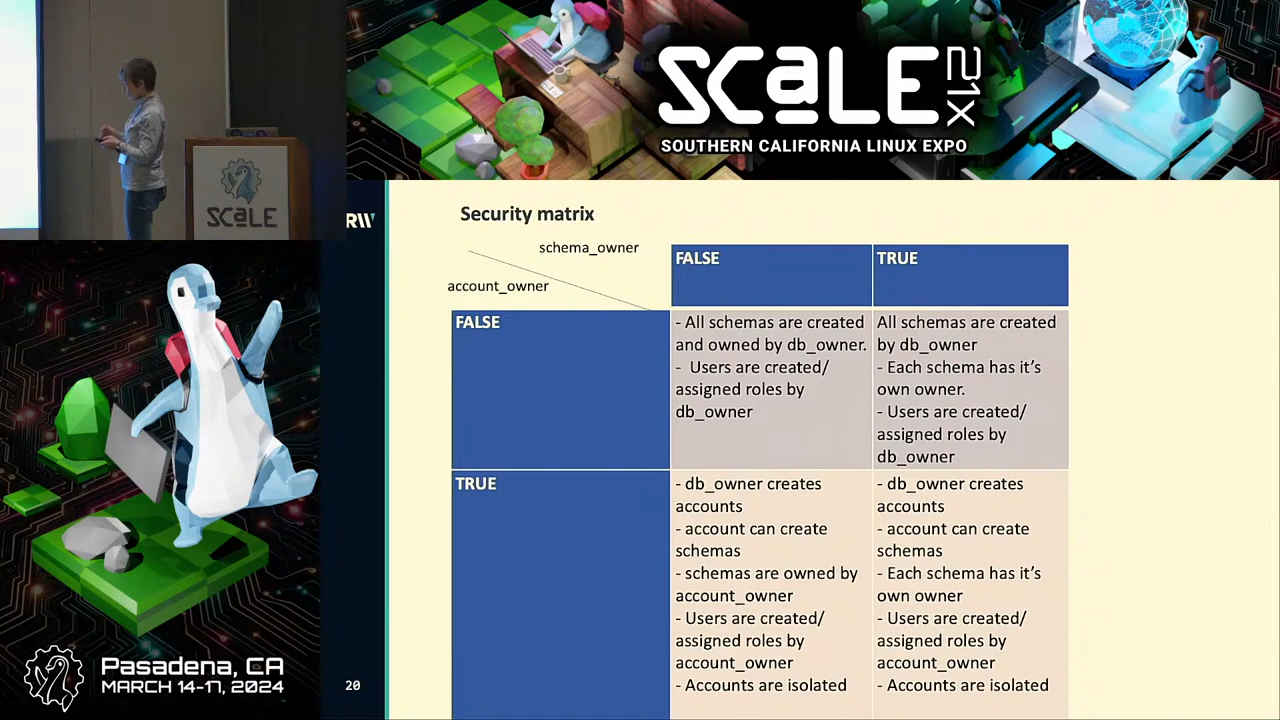 SCaLE 21X
SOUTHERN CALIFORNIA LINUX EXPO
SCaLE
RW
Security matrix
schema_owner
account_owner
FALSE
TRUE
FALSE
- All schemas are created
and owned by db_owner.
- Users are created/
assigned roles by
db_owner
All schemas are created
by db_owner
- Each schema has it's
own owner.
- Users are created/
assigned roles by
db_owner
TRUE
- db_owner creates
accounts
- account can create
schemas
- schemas are owned by
account_owner
- Users are created/
assigned roles by
account_owner
- Accounts are isolated
- db_owner creates
accounts
- account can create
schemas
- Each schema has it's
own owner
- Users are created/
assigned roles by
account_owner
- Accounts are isolated
Pasadena, CA
MARCH 14-17, 2024
20